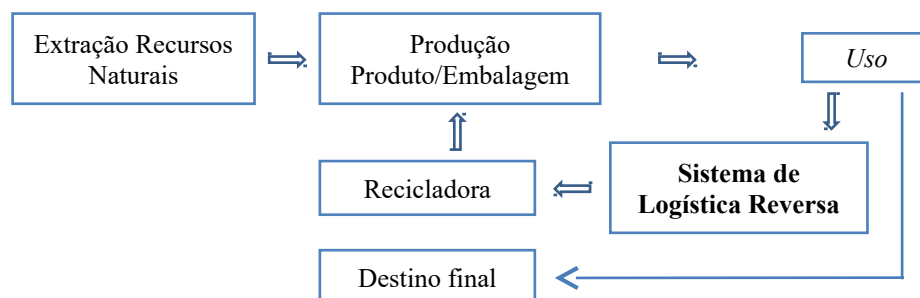 Extração Recursos
Naturais
Produção
Produto/Embalagem
Uso
Recicladora
Sistema de
Logística Reversa
Destino final